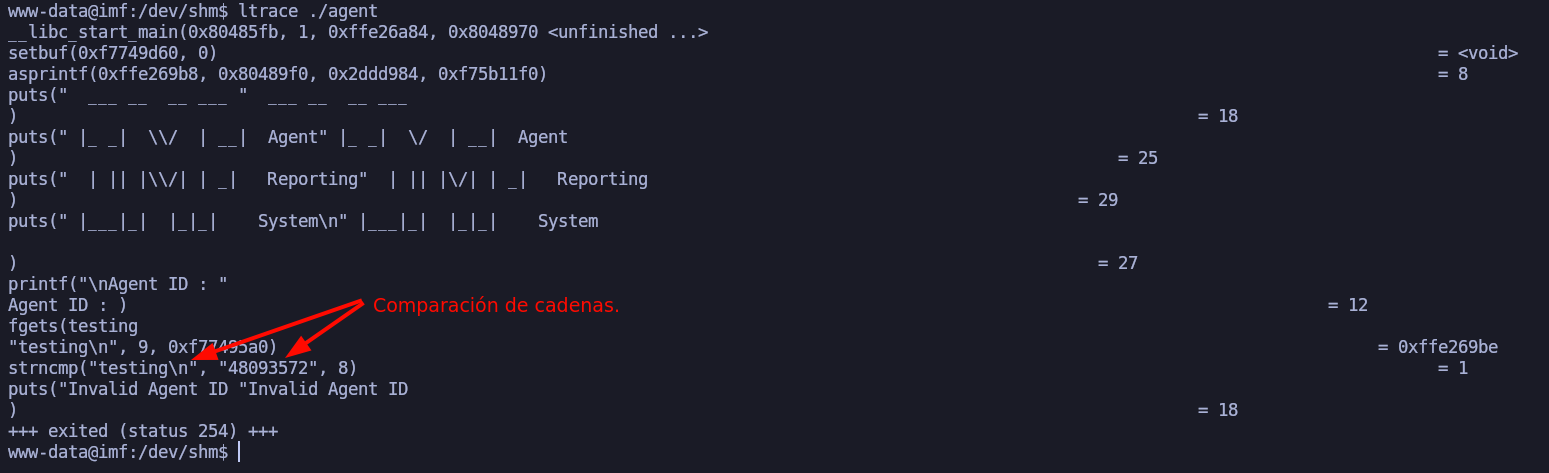 www-data@imf:/dev/shm$ ltrace ./agent
__libc_start_main(0x80485fb, 1, 0xffe26a84, 0x8048970 <unfinished ...>
setbuf(0xf7749d60, 0) = <void>
asprintf(0xffe269b8, 0x80489f0, 0x2ddd984, 0xf75b11f0) = 8
puts("  ___ __  __ ___ "  ___ __  __ ___
) = 18
puts(" |_ _|  \\/  | __|  Agent" |_ _|  \/  | __|  Agent
) = 25
puts("  | || |\\/| | _|   Reporting"  | || |\/| | _|   Reporting
) = 29
puts(" |___|_|  |_|_|    System\n" |___|_|  |_|_|    System
) = 27
printf("\nAgent ID : "
Agent ID : ) = 12
Comparación de cadenas.
fgets(testing
"testing\n", 9, 0xf77495a0) = 0xffe269be
strncmp("testing\n", "48093572", 8) = 1
puts("Invalid Agent ID "Invalid Agent ID
) = 18
+++ exited (status 254) +++
www-data@imf:/dev/shm$